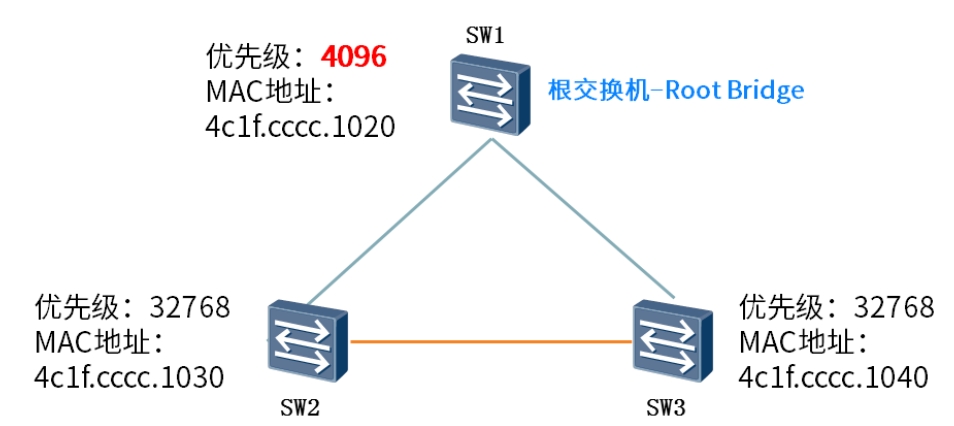 SW1
优先级：4096
MAC地址：
4c1f.cccc.1020
根交换机-Root Bridge
优先级：32768
MAC地址：
4c1f.cccc.1030
SW2
优先级：32768
MAC地址：
4c1f.cccc.1040
SW3